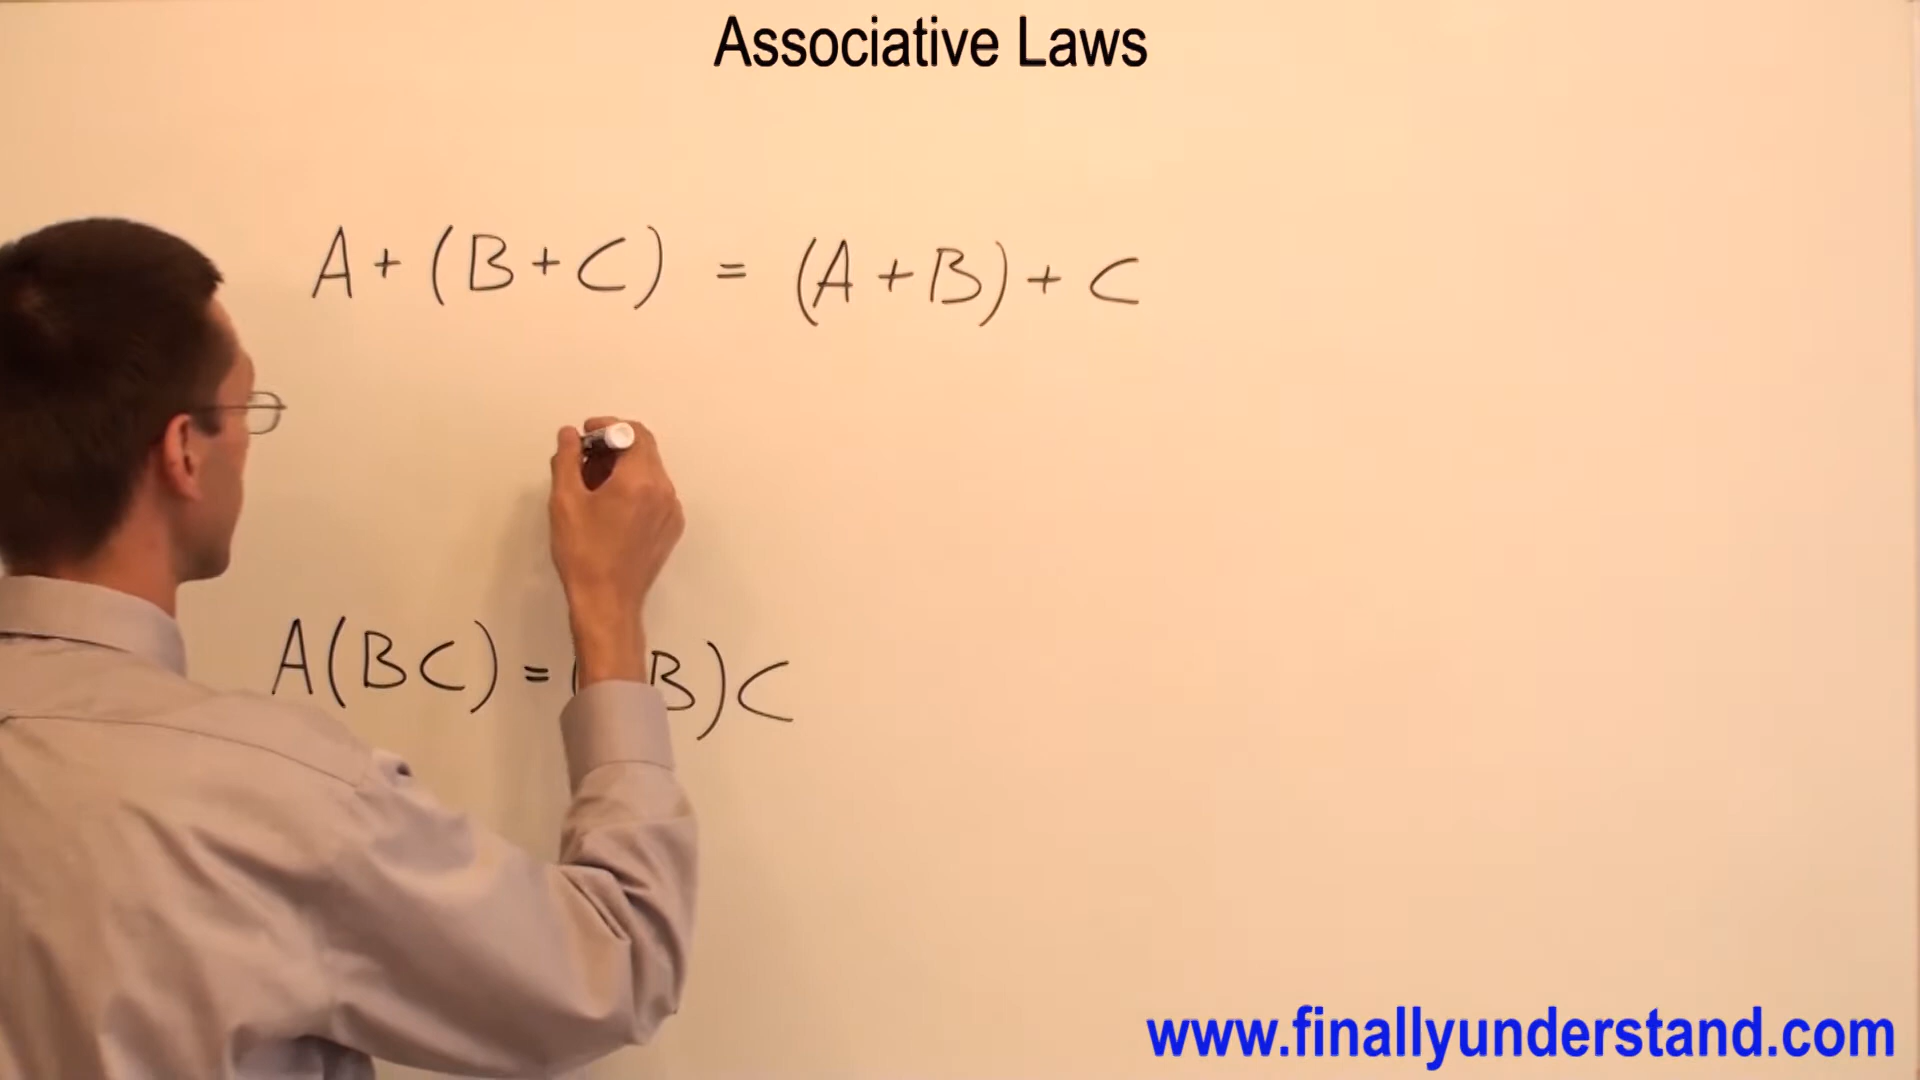 Associative Laws
A + (B + C) = (A + B) + C
A(BC) = ( B)C
www.finallyunderstand.com